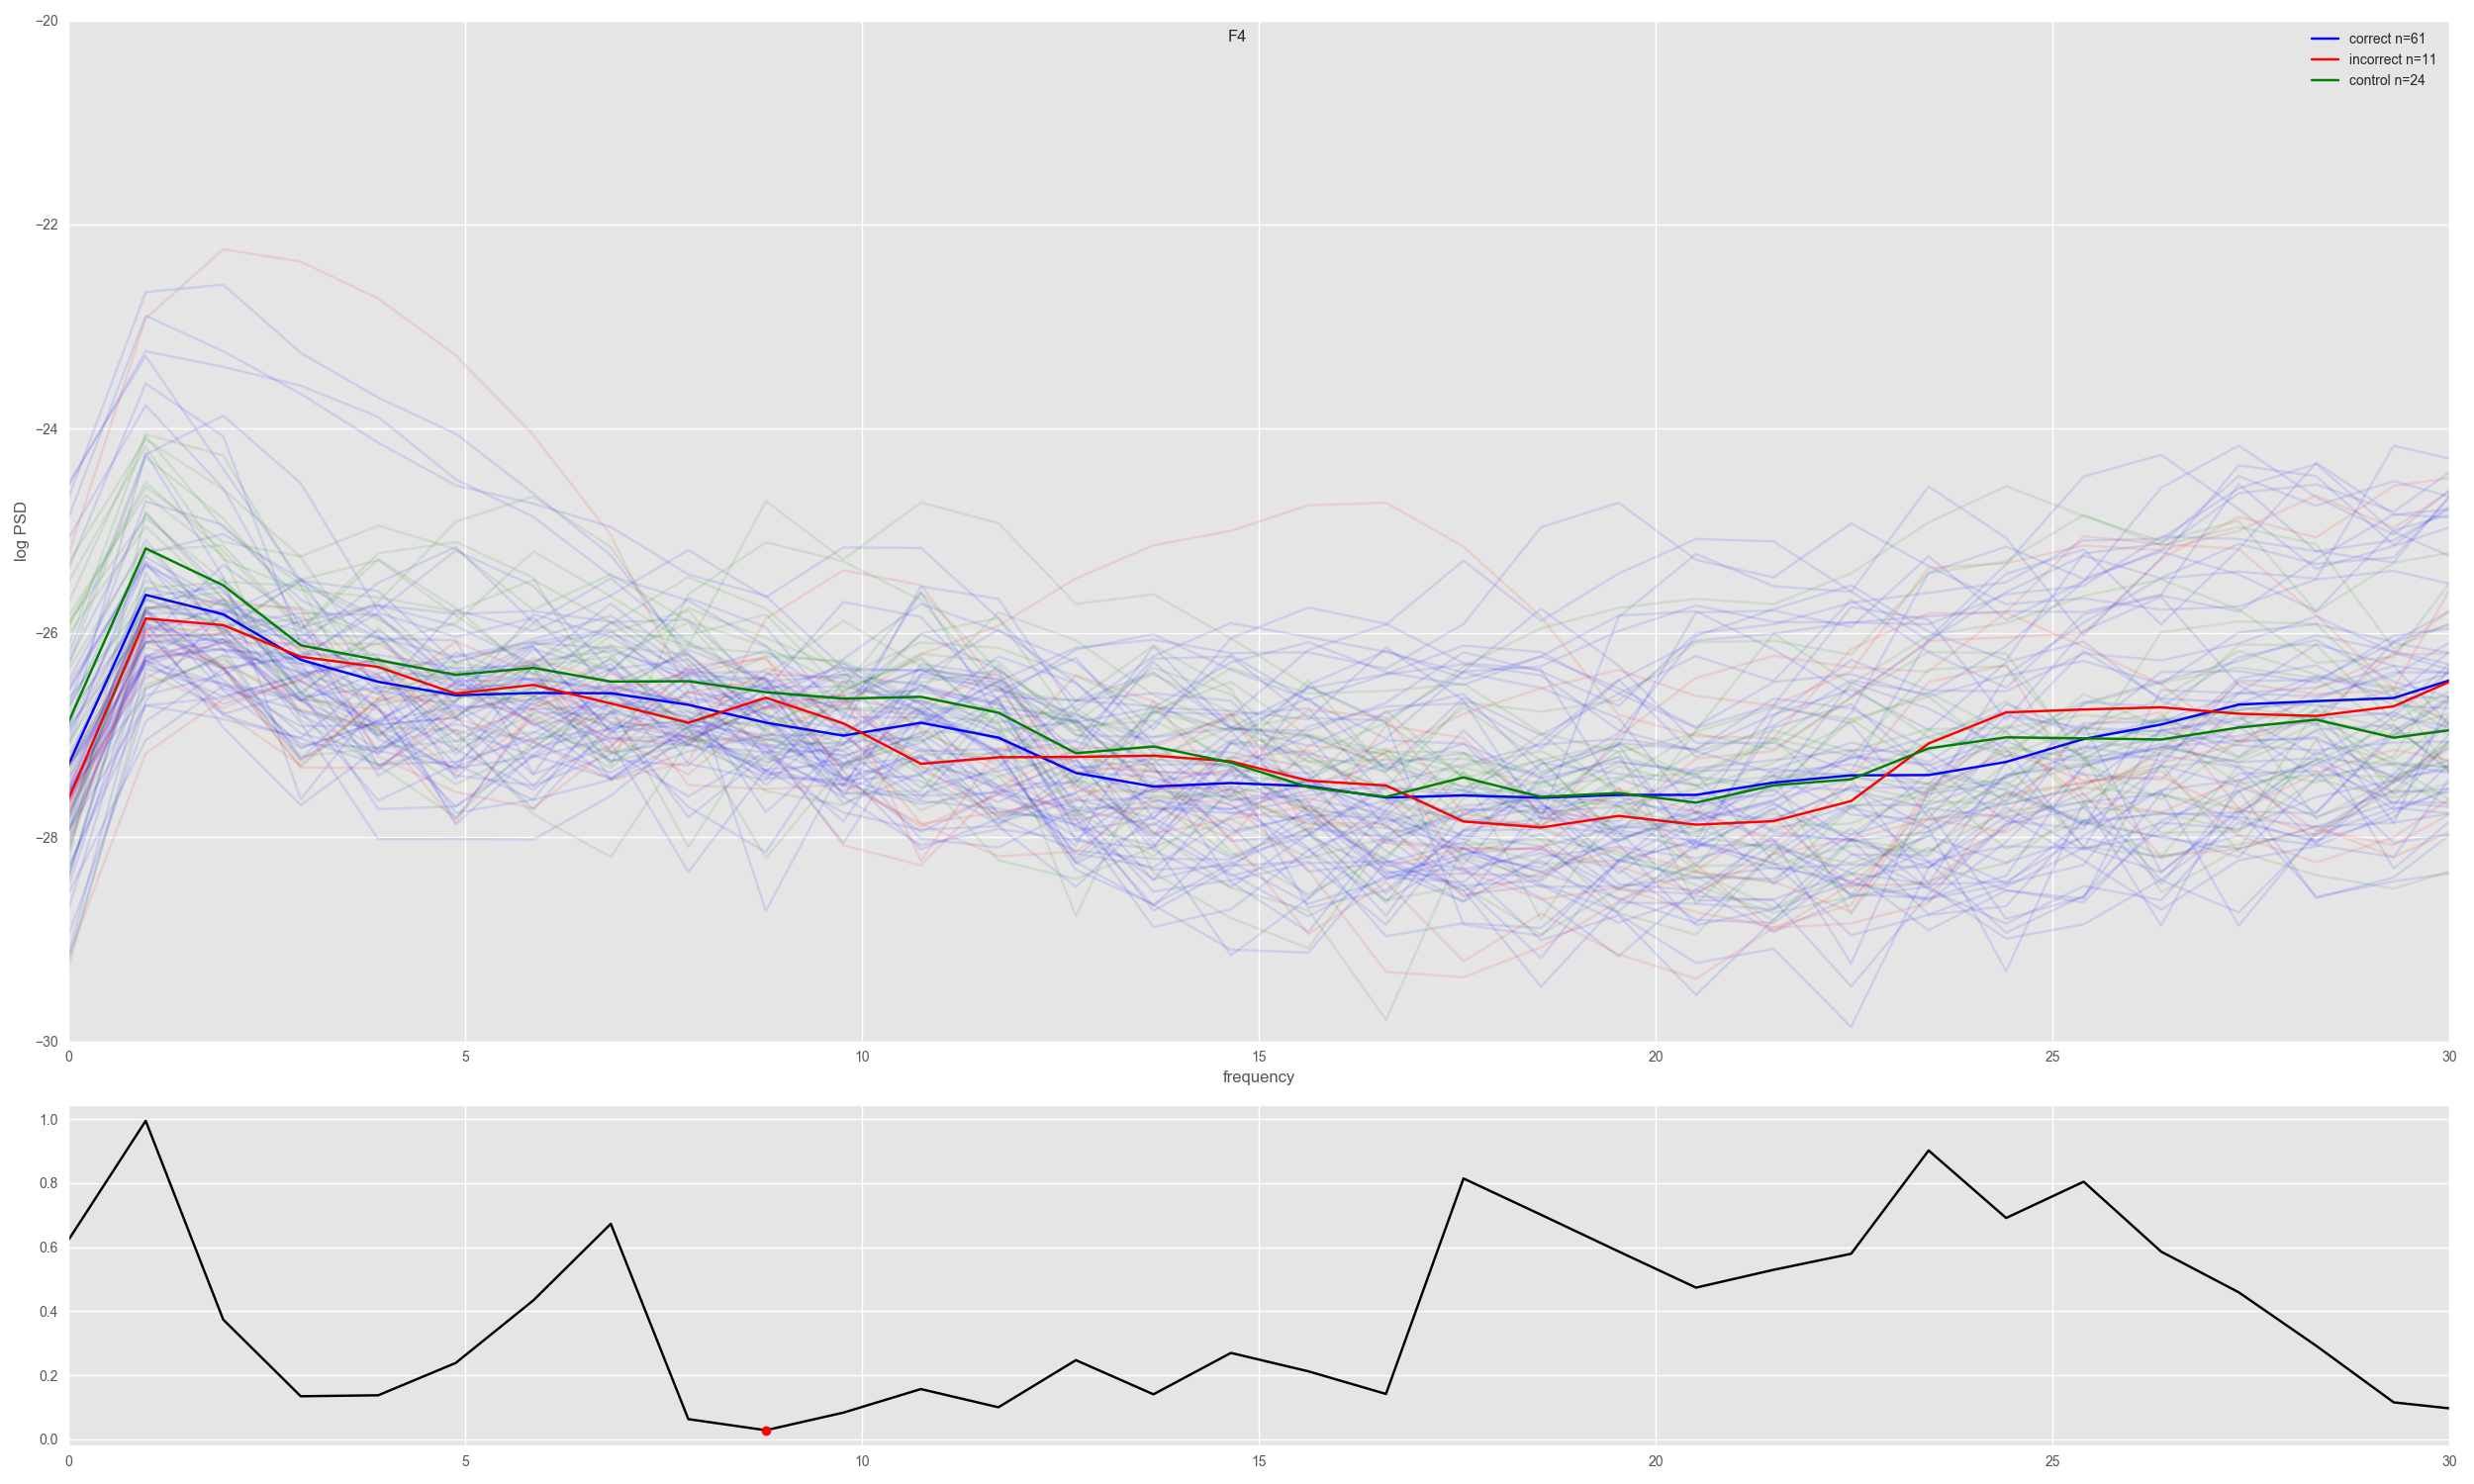 F4
correct n=61
incorrect n=11
control n=24
−20
−22
−24
−26
−28
−30
log PSD
0 5 10 15 20 25 30
frequency
1.0
0.8
0.6
0.4
0.2
0.0
0 5 10 15 20 25 30